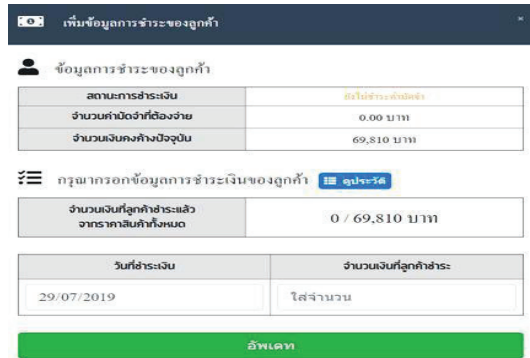 เพิ่มข้อมูลการชำระของลูกค้า
ข้อมูลการชำระของลูกค้า
สถานะการชำระเงิน ยังไม่ชำระค่ามัดจำ
จำนวนค่ามัดจำที่ต้องจ่าย 0.00 บาท
จำนวนเงินคงค้างปัจจุบัน 69,810 บาท
กรุณากรอกข้อมูลการชำระเงินของลูกค้า ดูประวัติ
จำนวนเงินที่ลูกค้าชำระแล้ว
จากราคาสินค้าทั้งหมด 0 / 69,810 บาท
วันที่ชำระเงิน จำนวนเงินที่ลูกค้าชำระ
29/07/2019 ใส่จำนวน
อัพเดท